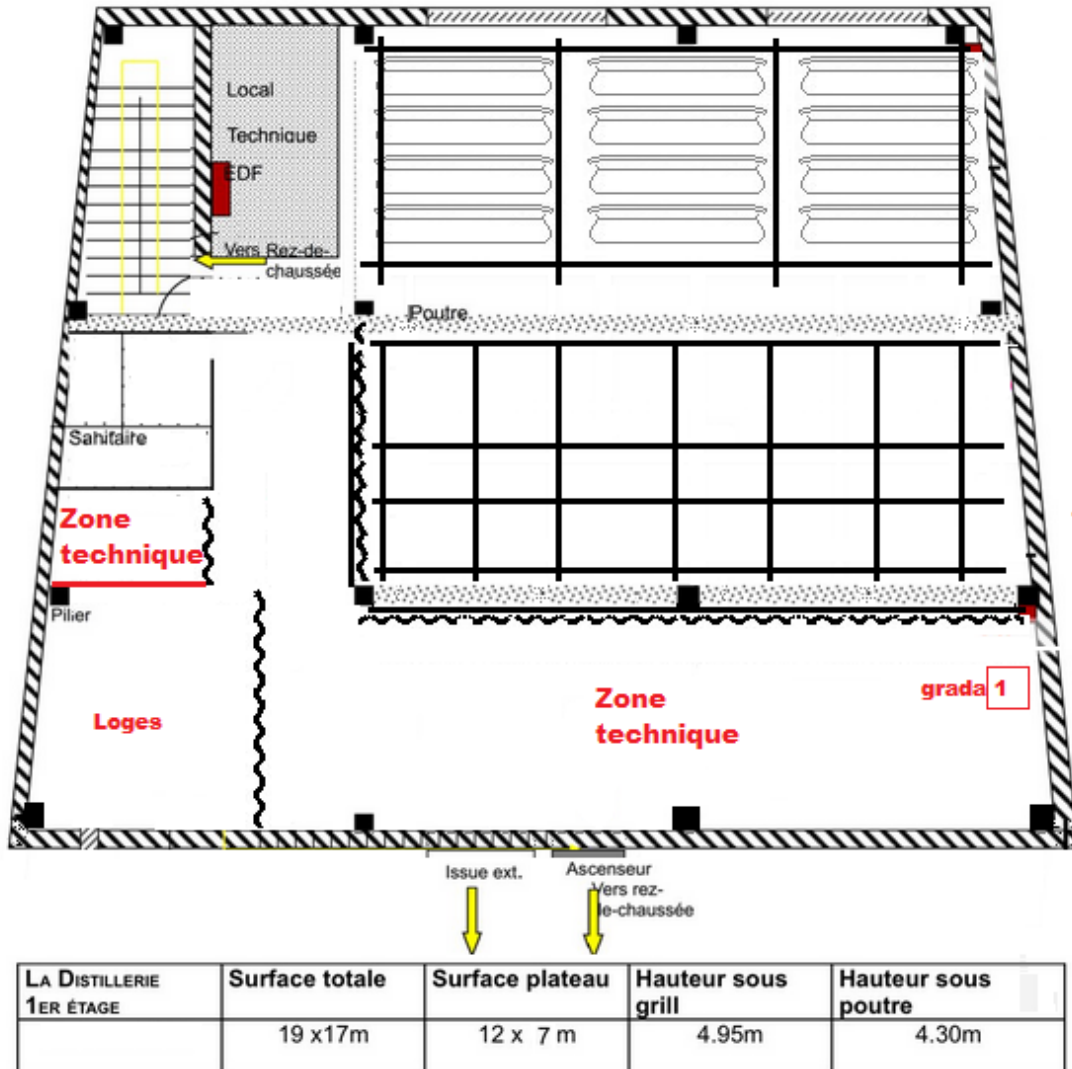 Local
Technique
EDF
Vers Rez-de-
chaussée
Poutre
Sanitaire
Zone
technique
Pilier
Loges
Zone
technique
grada 1
Issue ext.
Ascenseur
Vers rez-
de-chaussée
LA DISTILLERIE
1ER ÉTAGE
Surface totale
Surface plateau
Hauteur sous
grill
Hauteur sous
poutre
19 x17m
12 x 7 m
4.95m
4.30m